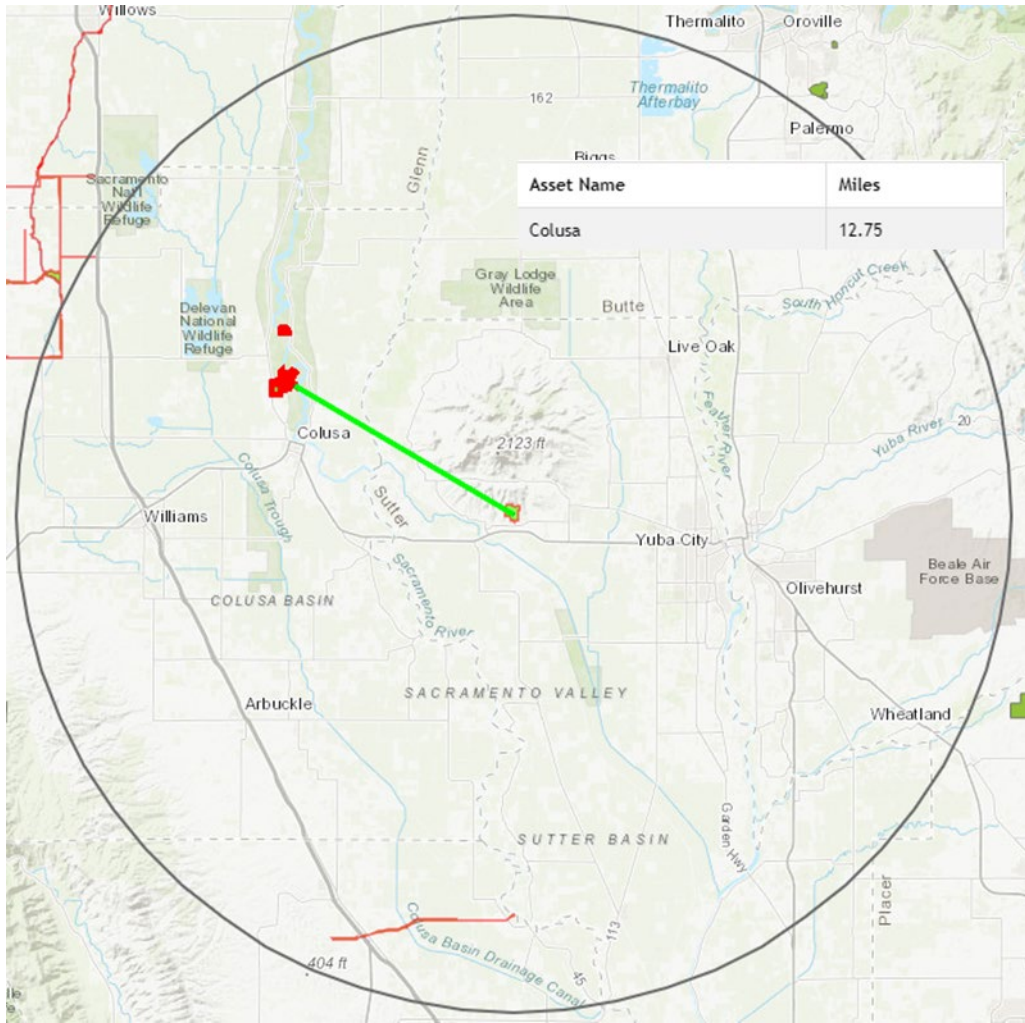 Willows
Thermalito
Oroville
Thermalito
Afterbay
162
Palermo
Biggs
Glenn
Sacramento
Nat'l
Wildlife
Refuge
Asset Name
Miles
Colusa
12.75
Gray Lodge
Wildlife
Area
South Honcut Creek
Butte
Delevan
National
Wildlife
Refuge
Live Oak
Feather River
Yuba River
20
Colusa
2123 ft
Colusa Trough
Sutter
Williams
Yuba City
Beale Air
Force Base
Sacramento River
Olivehurst
COLUSA BASIN
SACRAMENTO VALLEY
Arbuckle
Wheatland
Garden Hwy
SUTTER BASIN
Placer
Colusa Basin Drainage Canal
113
45
404 ft